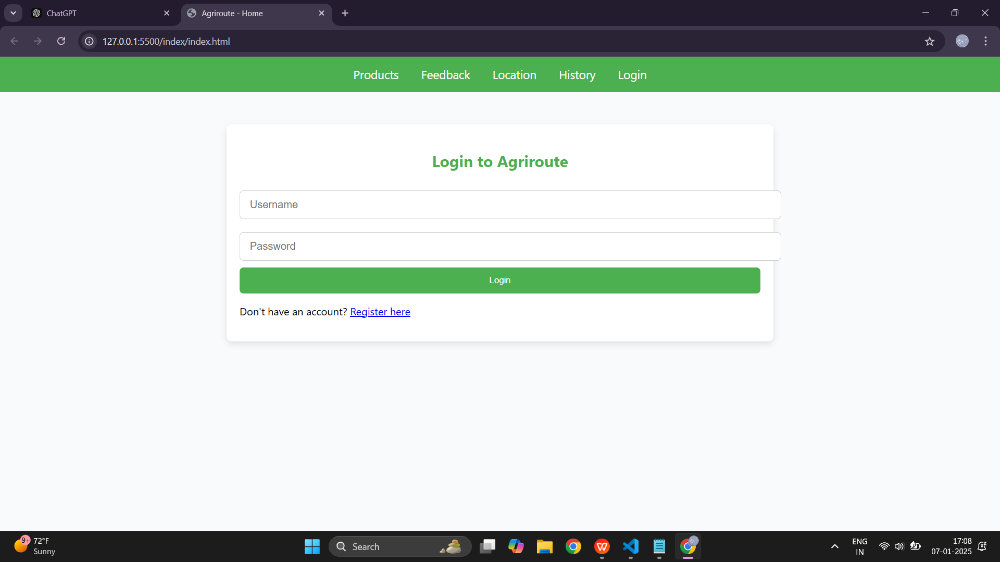 ChatGPT
Agriroute - Home
127.0.0.1:5500/index/index.html
Products Feedback Location History Login
Login to Agriroute
Username
Password
Login
Don't have an account? Register here
9+
72°F
Sunny
Search
W
ENG
IN
17:08
07-01-2025